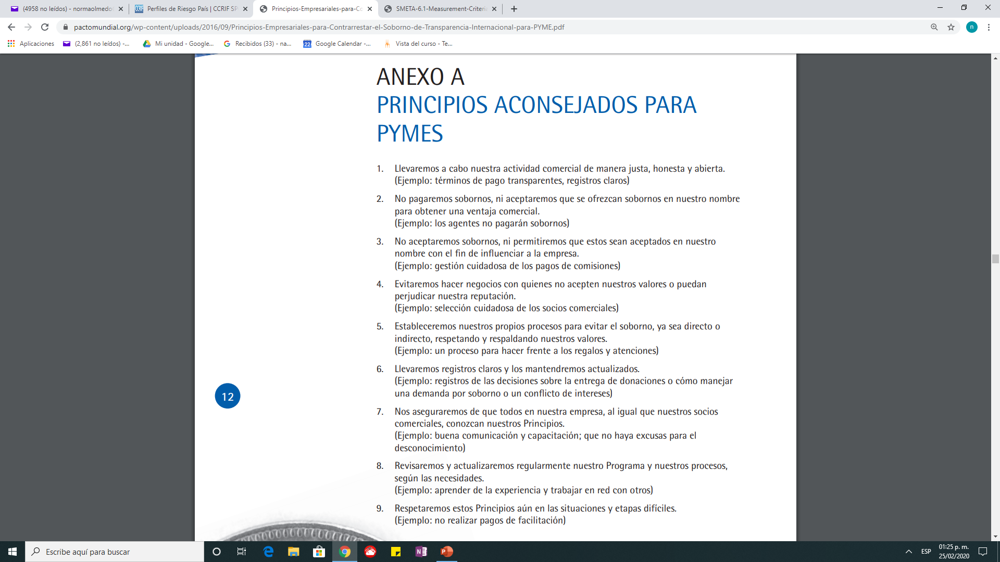 (4958 no leídos) - normaolmedo
Perfiles de Riesgo País | CCRIF SP
Principios-Empresariales-para-Co
SMETA-6.1-Measurement-Criteria
pactomundial.org/wp-content/uploads/2016/09/Principios-Empresariales-para-Contrarrestar-el-Soborno-de-Transparencia-Internacional-para-PYME.pdf
n
Aplicaciones
(2,861 no leídos) -...
Mi unidad - Google...
Recibidos (33) - na...
22
Google Calendar -...
Vista del curso - Te...
ANEXO A
PRINCIPIOS ACONSEJADOS PARA
PYMES
1. Llevaremos a cabo nuestra actividad comercial de manera justa, honesta y abierta.
(Ejemplo: términos de pago transparentes, registros claros)
2. No pagaremos sobornos, ni aceptaremos que se ofrezcan sobornos en nuestro nombre
para obtener una ventaja comercial.
(Ejemplo: los agentes no pagarán sobornos)
3. No aceptaremos sobornos, ni permitiremos que estos sean aceptados en nuestro
nombre con el fin de influenciar a la empresa.
(Ejemplo: gestión cuidadosa de los pagos de comisiones)
4. Evitaremos hacer negocios con quienes no acepten nuestros valores o puedan
perjudicar nuestra reputación.
(Ejemplo: selección cuidadosa de los socios comerciales)
5. Estableceremos nuestros propios procesos para evitar el soborno, ya sea directo o
indirecto, respetando y respaldando nuestros valores.
(Ejemplo: un proceso para hacer frente a los regalos y atenciones)
6. Llevaremos registros claros y los mantendremos actualizados.
(Ejemplo: registros de las decisiones sobre la entrega de donaciones o cómo manejar
una demanda por soborno o un conflicto de intereses)
12
7. Nos aseguraremos de que todos en nuestra empresa, al igual que nuestros socios
comerciales, conozcan nuestros Principios.
(Ejemplo: buena comunicación y capacitación; que no haya excusas para el
desconocimiento)
8. Revisaremos y actualizaremos regularmente nuestro Programa y nuestros procesos,
según las necesidades.
(Ejemplo: aprender de la experiencia y trabajar en red con otros)
9. Respetaremos estos Principios aún en las situaciones y etapas difíciles.
(Ejemplo: no realizar pagos de facilitación)
Escribe aquí para buscar
ESP
01:25 p. m.
25/02/2020